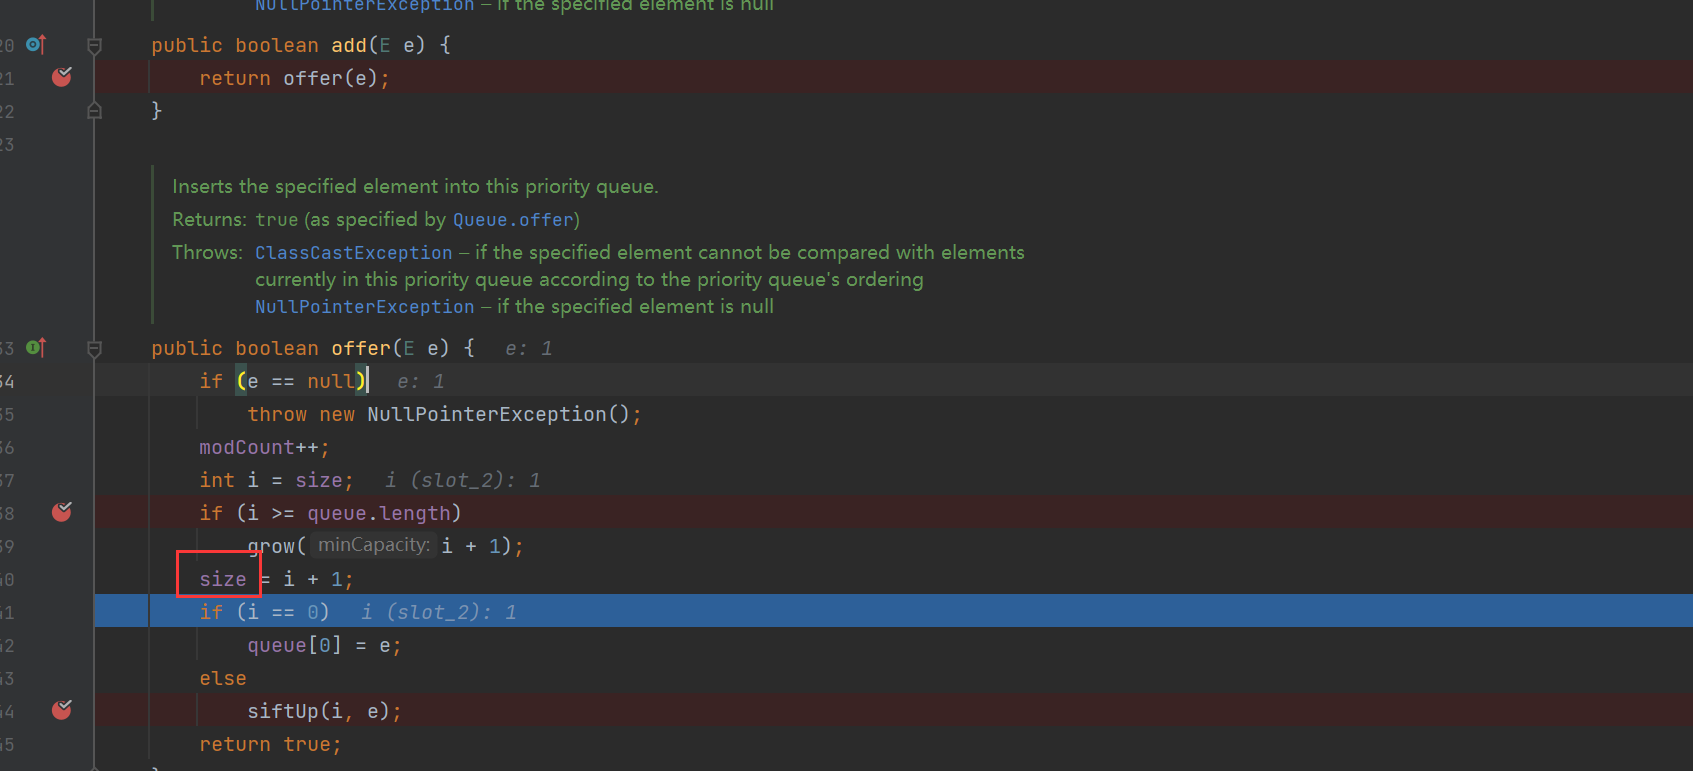 NullPointerException – if the specified element is null
20 public boolean add(E e) {
21 return offer(e);
22 }
23
Inserts the specified element into this priority queue.
Returns: true (as specified by Queue.offer)
Throws: ClassCastException – if the specified element cannot be compared with elements
currently in this priority queue according to the priority queue's ordering
NullPointerException – if the specified element is null
33 public boolean offer(E e) { e: 1
34 if (e == null) e: 1
35 throw new NullPointerException();
36 modCount++;
37 int i = size; i (slot_2): 1
38 if (i >= queue.length)
39 grow( minCapacity: i + 1);
40 size = i + 1;
41 if (i == 0) i (slot_2): 1
42 queue[0] = e;
43 else
44 siftUp(i, e);
45 return true;
}